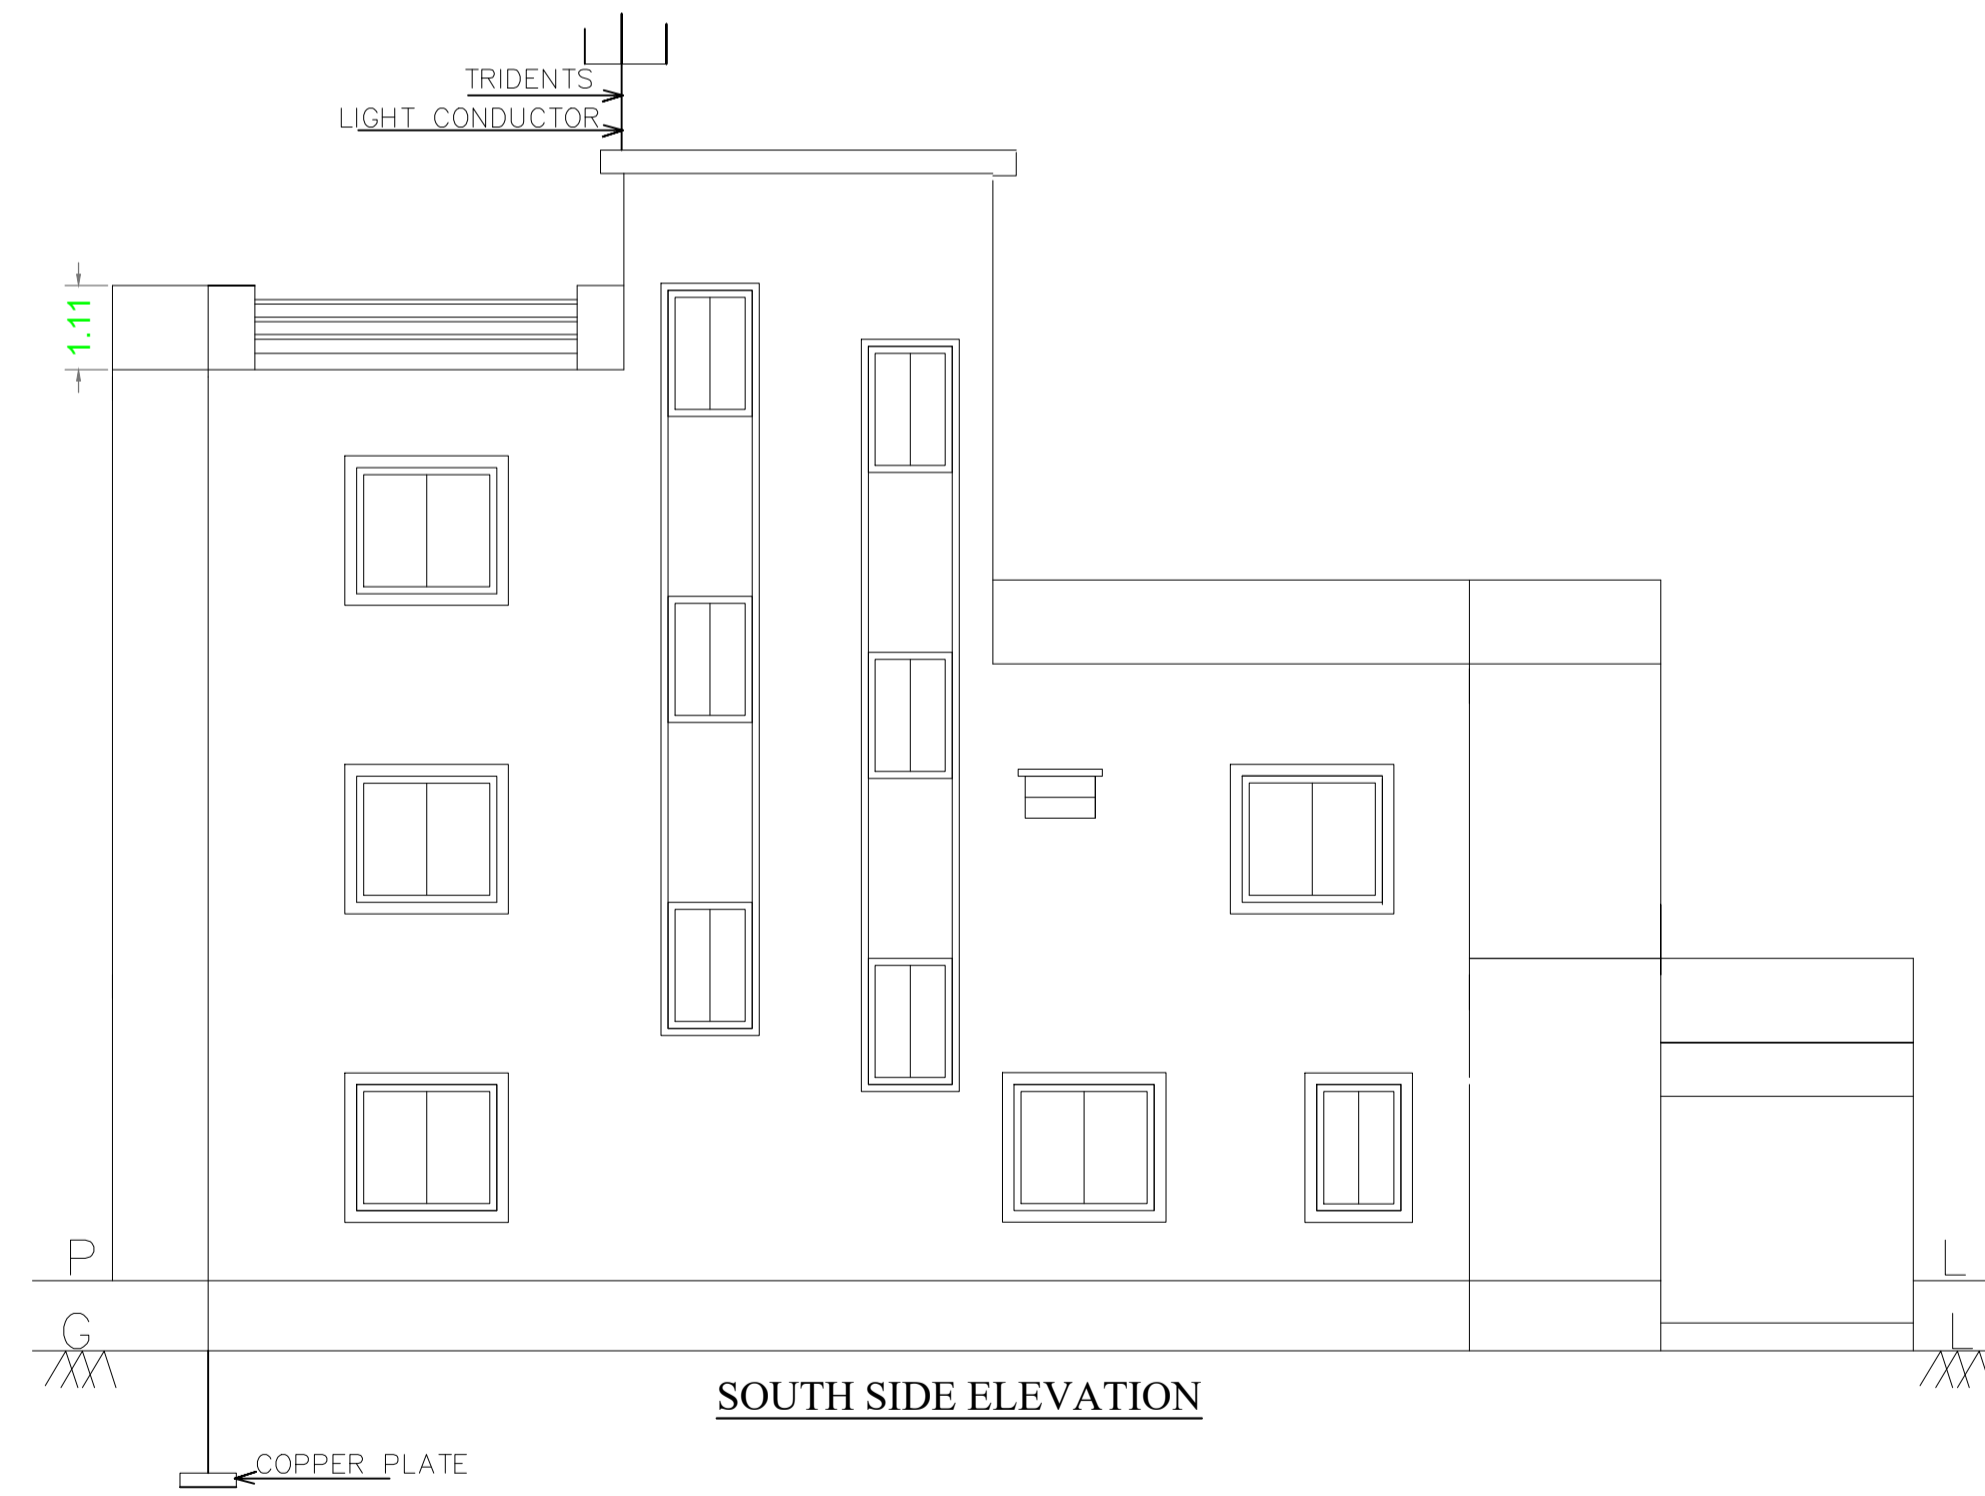 TRIDENTS
LIGHT CONDUCTOR
1.11
P L
G L
SOUTH SIDE ELEVATION
COPPER PLATE